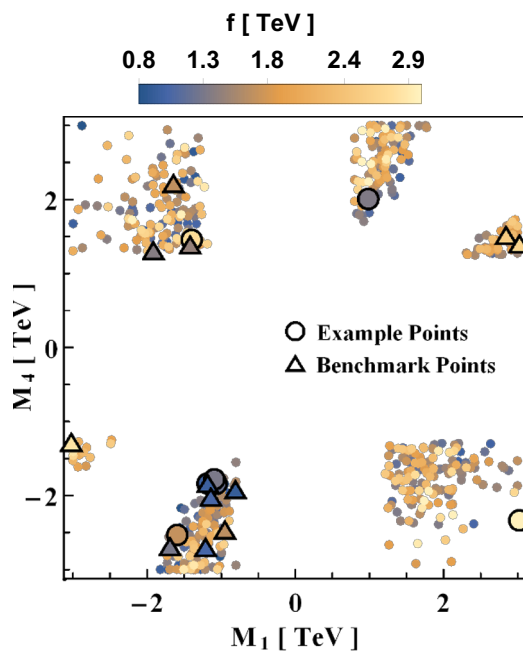 f [ TeV ]
0.8 1.3 1.8 2.4 2.9
2
0
−2
M4 [ TeV ]
Example Points
Benchmark Points
−2 0 2
M1 [ TeV ]